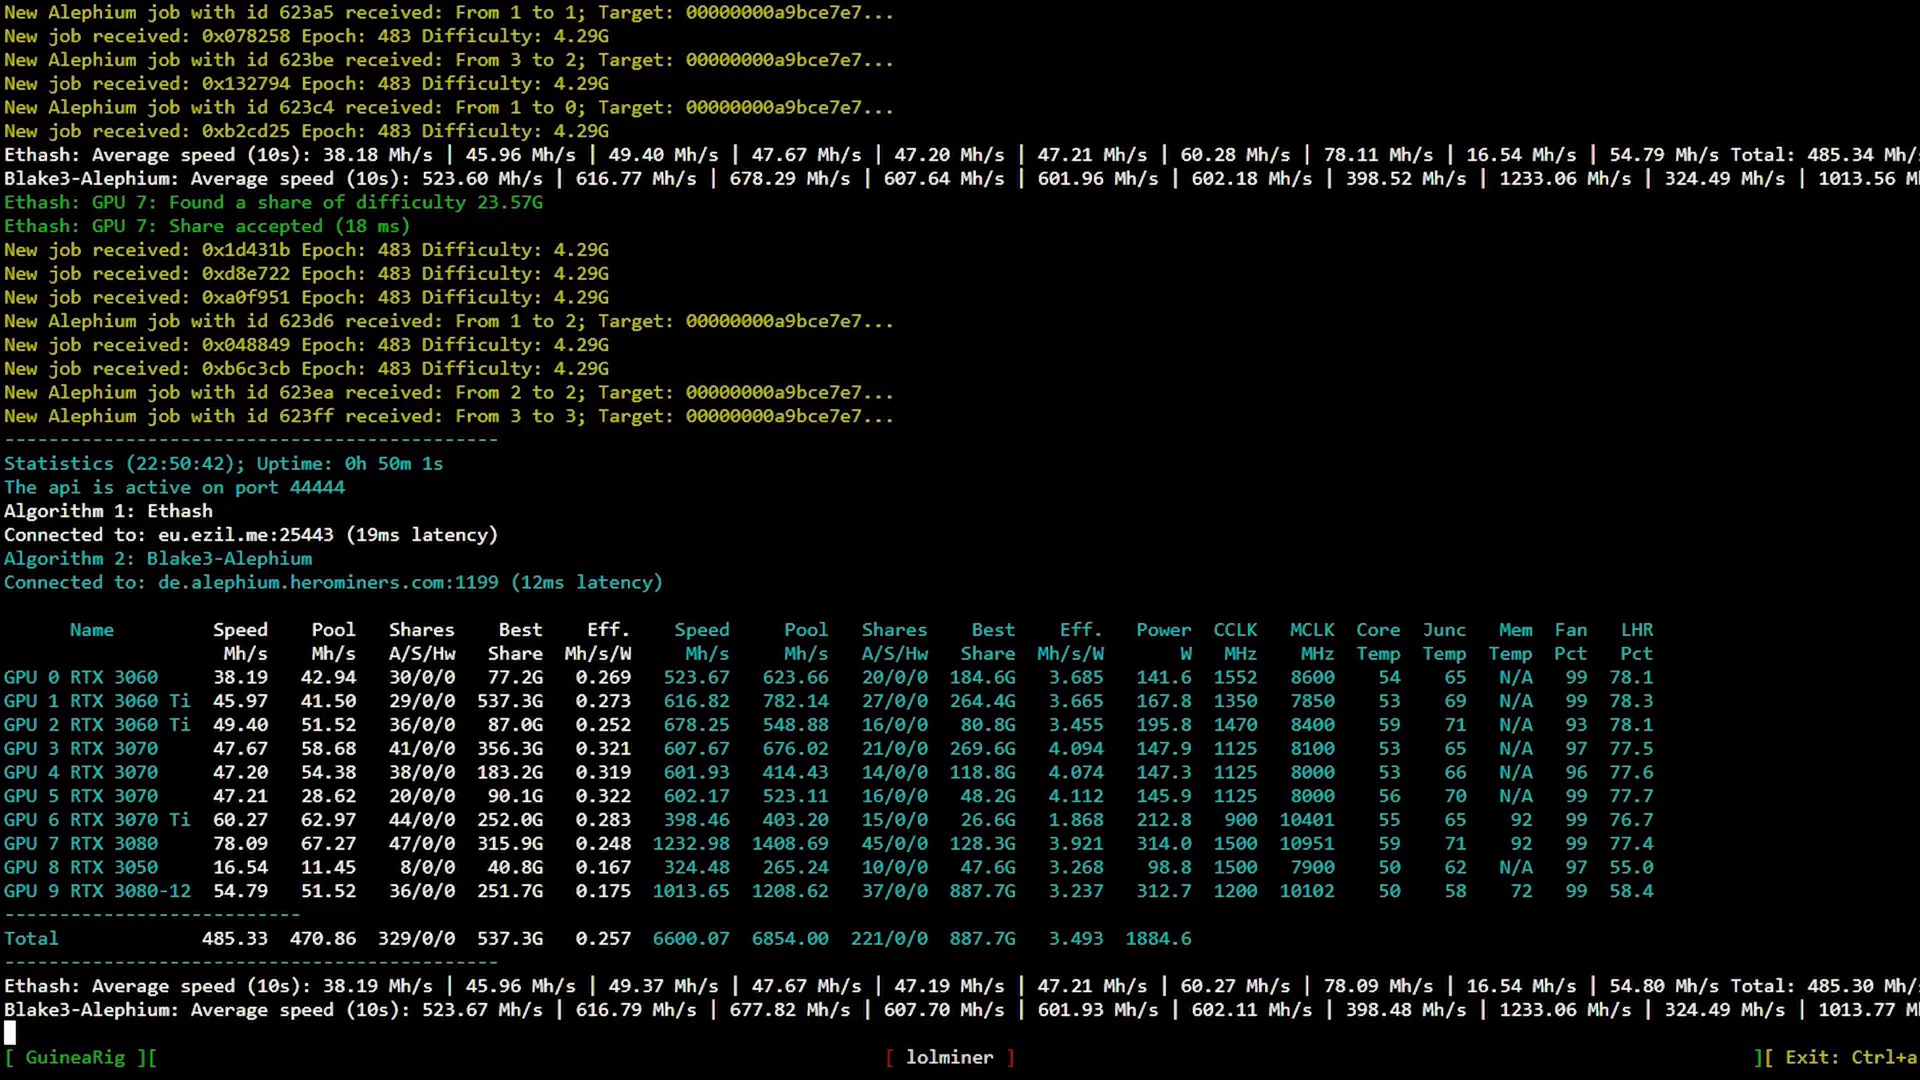 New Alephium job with id 623a5 received: From 1 to 1; Target: 00000000a9bce7e7...
New job received: 0x078258 Epoch: 483 Difficulty: 4.29G
New Alephium job with id 623be received: From 3 to 2; Target: 00000000a9bce7e7...
New job received: 0x132794 Epoch: 483 Difficulty: 4.29G
New Alephium job with id 623c4 received: From 1 to 0; Target: 00000000a9bce7e7...
New job received: 0xb2cd25 Epoch: 483 Difficulty: 4.29G
Ethash: Average speed (10s): 38.18 Mh/s | 45.96 Mh/s | 49.40 Mh/s | 47.67 Mh/s | 47.20 Mh/s | 47.21 Mh/s | 60.28 Mh/s | 78.11 Mh/s | 16.54 Mh/s | 54.79 Mh/s Total: 485.34 Mh/s
Blake3-Alephium: Average speed (10s): 523.60 Mh/s | 616.77 Mh/s | 678.29 Mh/s | 607.64 Mh/s | 601.96 Mh/s | 602.18 Mh/s | 398.52 Mh/s | 1233.06 Mh/s | 324.49 Mh/s | 1013.56 M
Ethash: GPU 7: Found a share of difficulty 23.57G
Ethash: GPU 7: Share accepted (18 ms)
New job received: 0x1d431b Epoch: 483 Difficulty: 4.29G
New job received: 0xd8e722 Epoch: 483 Difficulty: 4.29G
New job received: 0xa0f951 Epoch: 483 Difficulty: 4.29G
New Alephium job with id 623d6 received: From 1 to 2; Target: 00000000a9bce7e7...
New job received: 0x048849 Epoch: 483 Difficulty: 4.29G
New job received: 0xb6c3cb Epoch: 483 Difficulty: 4.29G
New Alephium job with id 623ea received: From 2 to 2; Target: 00000000a9bce7e7...
New Alephium job with id 623ff received: From 3 to 3; Target: 00000000a9bce7e7...
---------------------------------------------
Statistics (22:50:42); Uptime: 0h 50m 1s
The api is active on port 44444
Algorithm 1: Ethash
Connected to: eu.ezil.me:25443 (19ms latency)
Algorithm 2: Blake3-Alephium
Connected to: de.alephium.herominers.com:1199 (12ms latency)
Name Speed Pool Shares Best Eff. Speed Pool Shares Best Eff. Power CCLK MCLK Core Junc Mem Fan LHR
Mh/s Mh/s A/S/Hw Share Mh/s/W Mh/s Mh/s A/S/Hw Share Mh/s/W W MHz MHz Temp Temp Temp Pct Pct
GPU 0 RTX 3060 38.19 42.94 30/0/0 77.2G 0.269 523.67 623.66 20/0/0 184.6G 3.685 141.6 1552 8600 54 65 N/A 99 78.1
GPU 1 RTX 3060 Ti 45.97 41.50 29/0/0 537.3G 0.273 616.82 782.14 27/0/0 264.4G 3.665 167.8 1350 7850 53 69 N/A 99 78.3
GPU 2 RTX 3060 Ti 49.40 51.52 36/0/0 87.0G 0.252 678.25 548.88 16/0/0 80.8G 3.455 195.8 1470 8400 59 71 N/A 93 78.1
GPU 3 RTX 3070 47.67 58.68 41/0/0 356.3G 0.321 607.67 676.02 21/0/0 269.6G 4.094 147.9 1125 8100 53 65 N/A 97 77.5
GPU 4 RTX 3070 47.20 54.38 38/0/0 183.2G 0.319 601.93 414.43 14/0/0 118.8G 4.074 147.3 1125 8000 53 66 N/A 96 77.6
GPU 5 RTX 3070 47.21 28.62 20/0/0 90.1G 0.322 602.17 523.11 16/0/0 48.2G 4.112 145.9 1125 8000 56 70 N/A 99 77.7
GPU 6 RTX 3070 Ti 60.27 62.97 44/0/0 252.0G 0.283 398.46 403.20 15/0/0 26.6G 1.868 212.8 900 10401 55 65 92 99 76.7
GPU 7 RTX 3080 78.09 67.27 47/0/0 315.9G 0.248 1232.98 1408.69 45/0/0 128.3G 3.921 314.0 1500 10951 59 71 92 99 77.4
GPU 8 RTX 3050 16.54 11.45 8/0/0 40.8G 0.167 324.48 265.24 10/0/0 47.6G 3.268 98.8 1500 7900 50 62 N/A 97 55.0
GPU 9 RTX 3080-12 54.79 51.52 36/0/0 251.7G 0.175 1013.65 1208.62 37/0/0 887.7G 3.237 312.7 1200 10102 50 58 72 99 58.4
---------------------------
Total 485.33 470.86 329/0/0 537.3G 0.257 6600.07 6854.00 221/0/0 887.7G 3.493 1884.6
---------------------------------------------
Ethash: Average speed (10s): 38.19 Mh/s | 45.96 Mh/s | 49.37 Mh/s | 47.67 Mh/s | 47.19 Mh/s | 47.21 Mh/s | 60.27 Mh/s | 78.09 Mh/s | 16.54 Mh/s | 54.80 Mh/s Total: 485.30 Mh/s
Blake3-Alephium: Average speed (10s): 523.67 Mh/s | 616.79 Mh/s | 677.82 Mh/s | 607.70 Mh/s | 601.93 Mh/s | 602.11 Mh/s | 398.48 Mh/s | 1233.06 Mh/s | 324.49 Mh/s | 1013.77 M
[ GuineaRig ][ [ lolminer ] ][ Exit: Ctrl+a